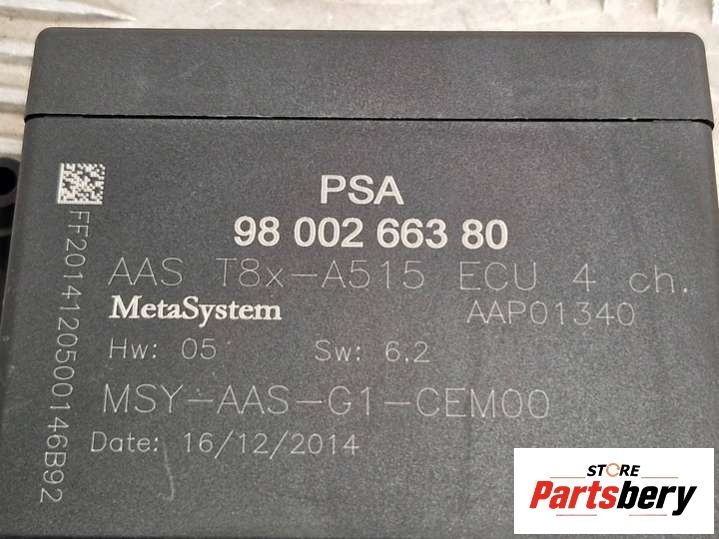 PSA
98 002 663 80
AAS T8x-A515 ECU 4 ch.
MetaSystem AAP01340
Hw: 05 Sw: 6.2
MSY-AAS-G1-CEM00
Date: 16/12/2014
FF20141205000146B92
STORE
Partsbery